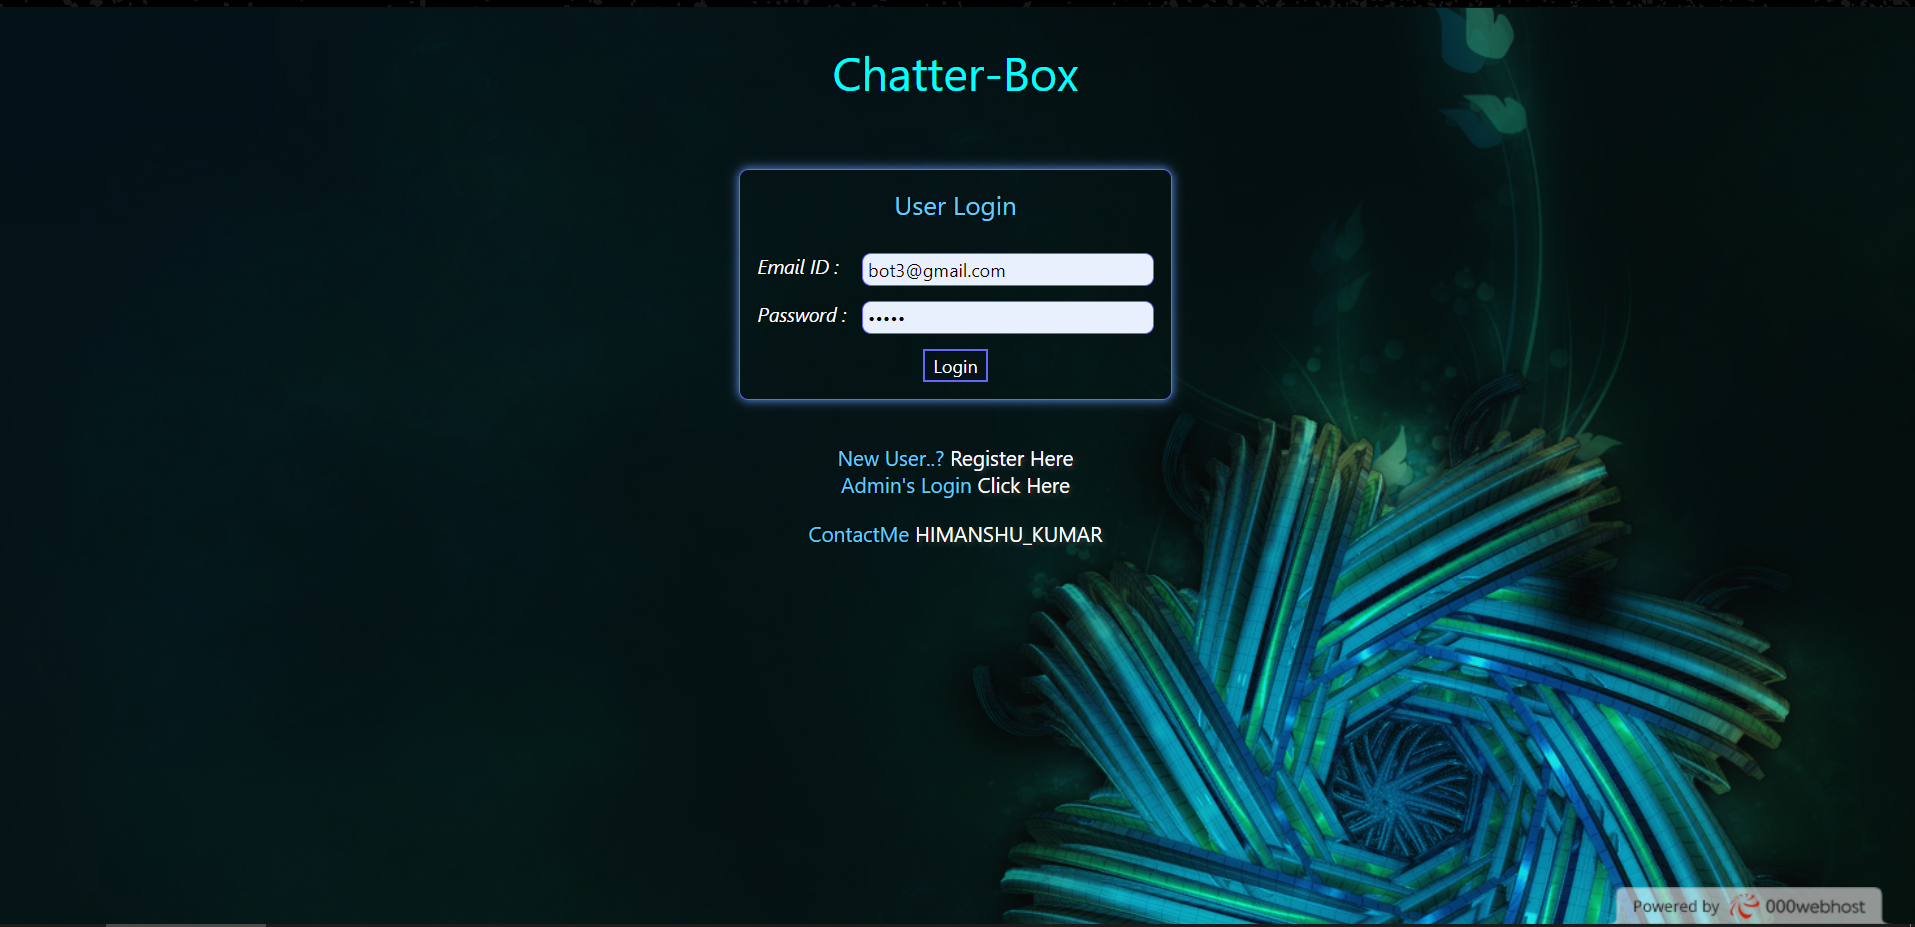 Chatter-Box
User Login
Email ID : bot3@gmail.com
Password : •••••
Login
New User..? Register Here
Admin's Login Click Here
ContactMe HIMANSHU_KUMAR
Powered by 000webhost